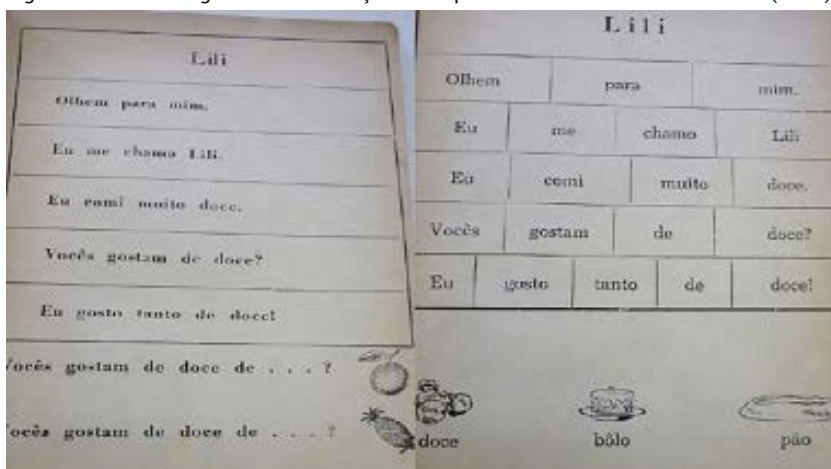 Lili
Olhem para mim.
Eu me chamo Lili.
Eu comi muito doce.
Vocês gostam de doce?
Eu gosto tanto de doce!
Vocês gostam de doce de . . . ?
ocês gostam de doce de . . . ?
Lili
Olhem para mim.
Eu me chamo Lili
Eu comi muito doce.
Vocês gostam de doce?
Eu gosto tanto de doce!
doce bôlo pão